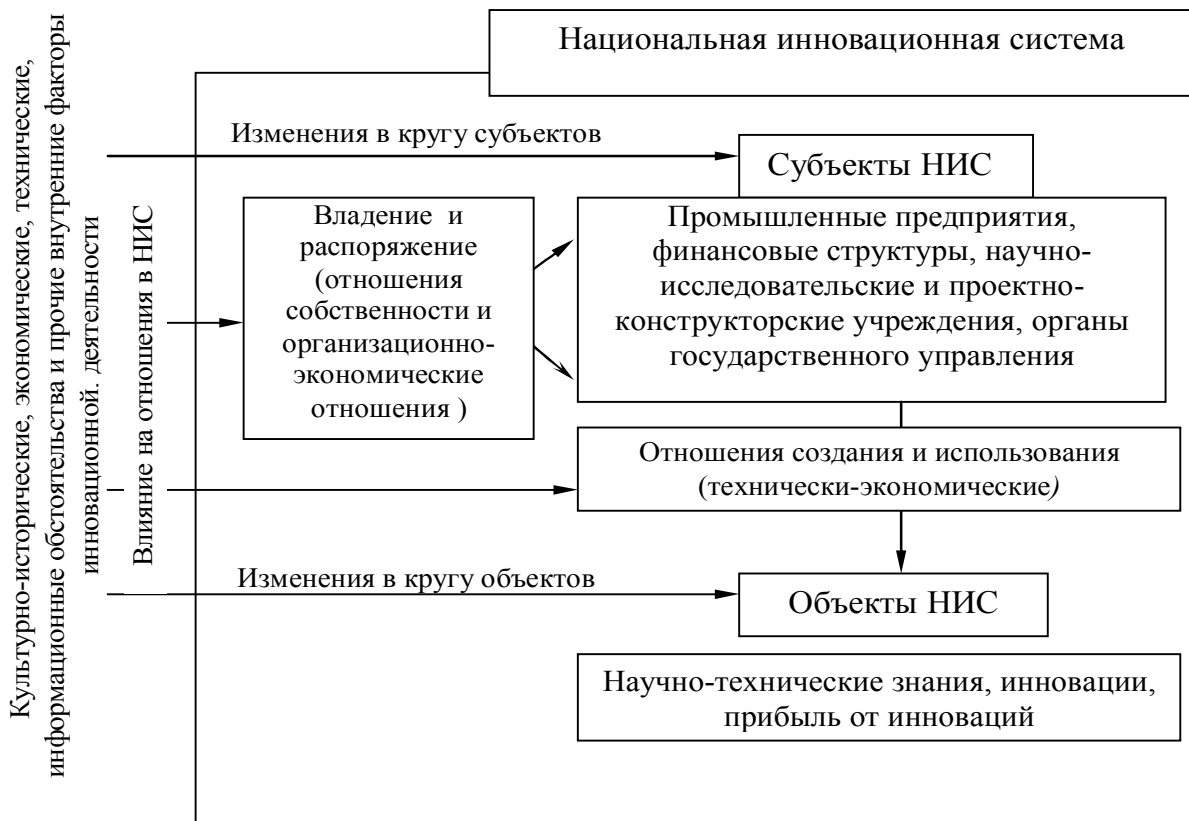 Национальная инновационная система
Культурно-исторические, экономические, технические,
информационные обстоятельства и прочие внутренние факторы
инновационной. деятельности
Влияние на отношения в НИС
Изменения в кругу субъектов
Субъекты НИС
Владение и
распоряжение
(отношения
собственности и
организационно-
экономические
отношения )
Промышленные предприятия,
финансовые структуры, научно-
исследовательские и проектно-
конструкторские учреждения, органы
государственного управления
Отношения создания и использования
(технически-экономические)
Изменения в кругу объектов
Объекты НИС
Научно-технические знания, инновации,
прибыль от инноваций